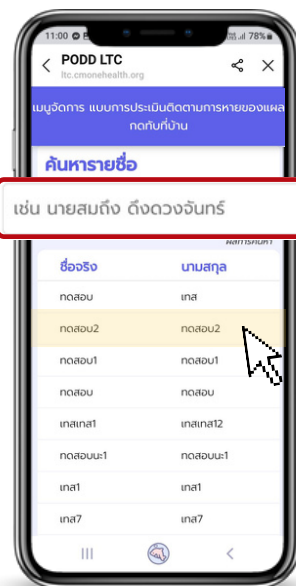 11:00
78%
PODD LTC
ltc.cmonehealth.org
เมนูจัดการ แบบการประเมินติดตามการหายของแผล
กดทับที่บ้าน
ค้นหารายชื่อ
เช่น นายสมถึง ดึงดวงจันทร์
ผลการค้นหา
ชื่อจริง นามสกุล
ทดสอบ เทส
ทดสอบ2 ทดสอบ2
ทดสอบ1 ทดสอบ1
ทดสอบ ทดสอบ
เทสเทส1 เทสเทส12
ทดสอบนะ1 ทดสอบนะ1
เทส1 เทส1
เทส7 เทส7